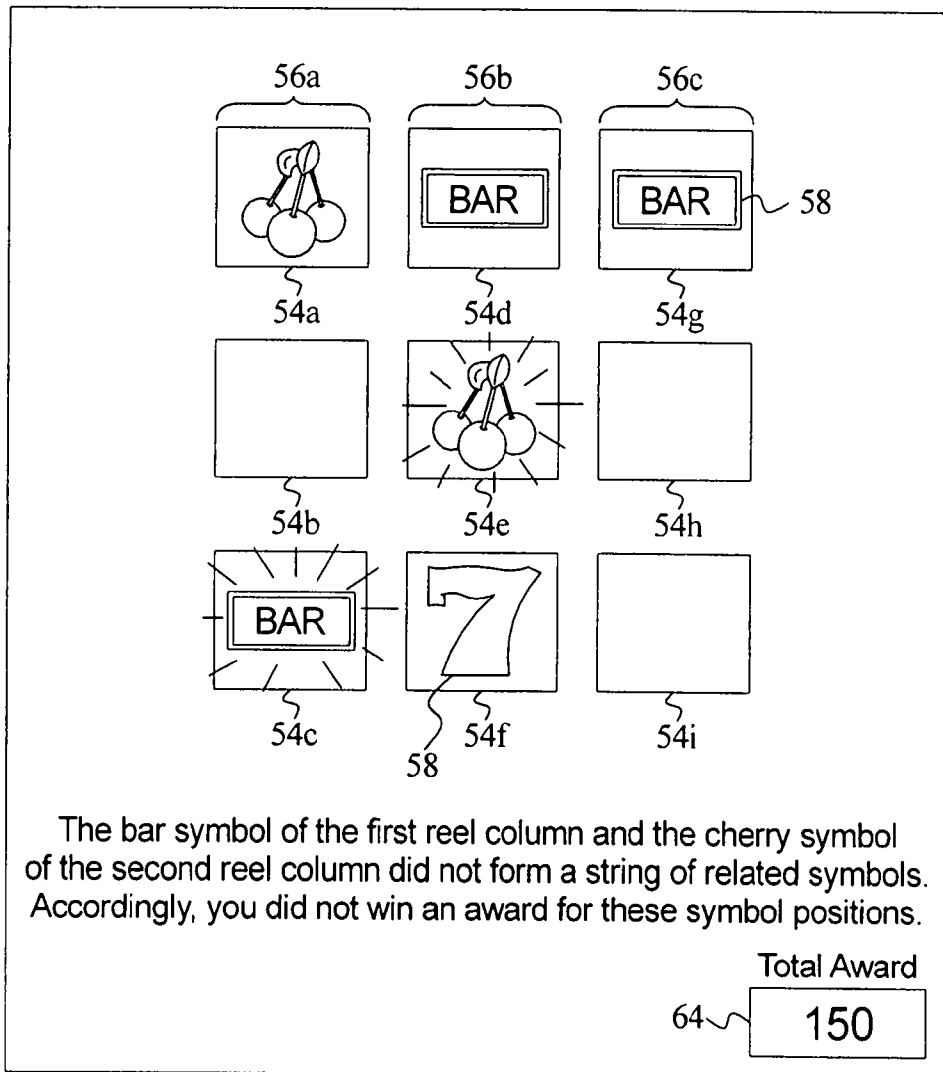 56a 56b 56c
BAR BAR 58
54a 54d 54g
54b 54e 54h
BAR 7
54c 54f 54i
58
The bar symbol of the first reel column and the cherry symbol
of the second reel column did not form a string of related symbols.
Accordingly, you did not win an award for these symbol positions.
Total Award
64 150